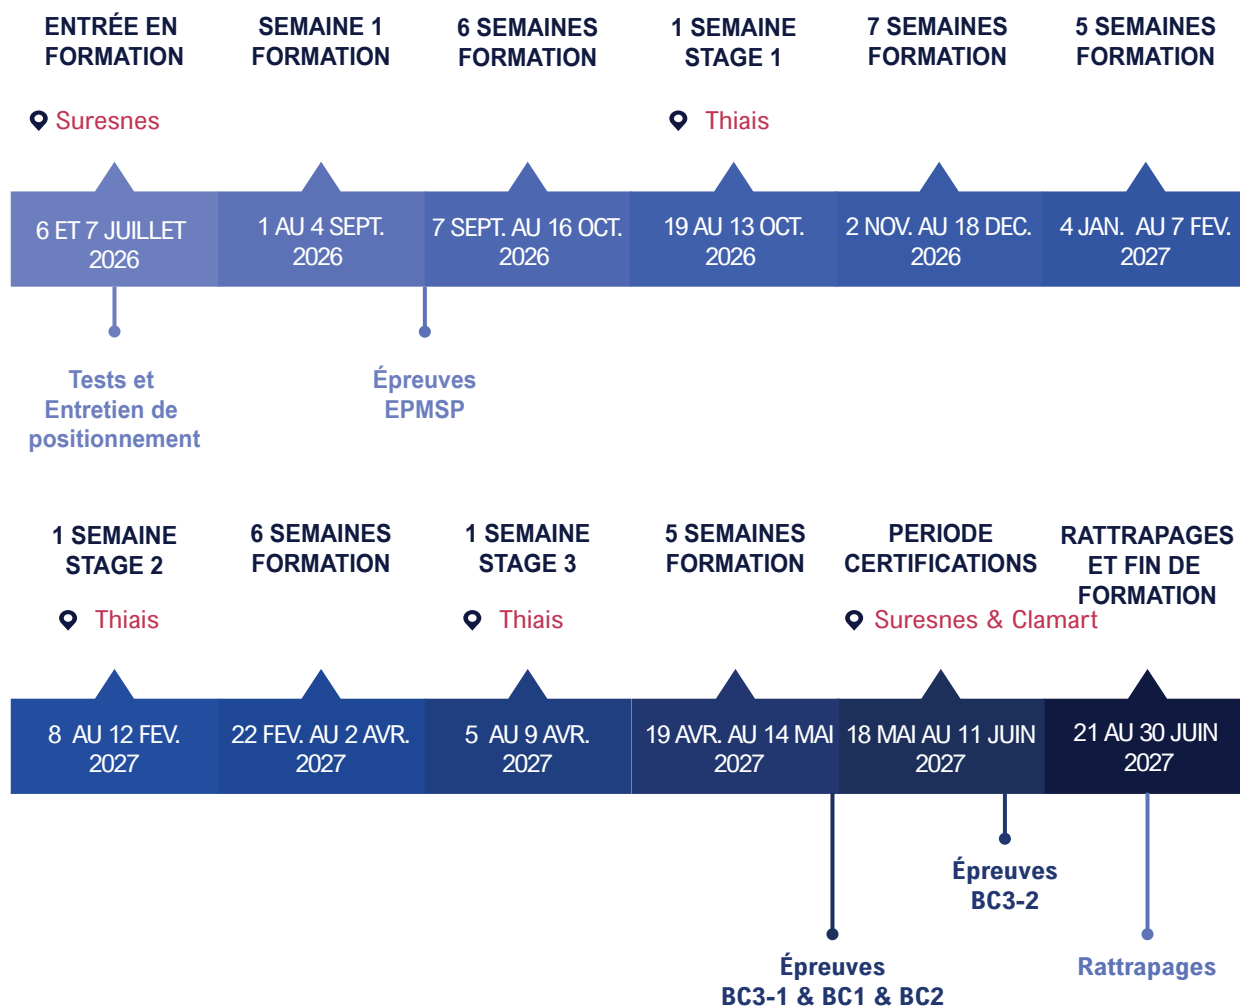 ENTRÉE EN
FORMATION
SEMAINE 1
FORMATION
6 SEMAINES
FORMATION
1 SEMAINE
STAGE 1
7 SEMAINES
FORMATION
5 SEMAINES
FORMATION
Suresnes
Thiais
6 ET 7 JUILLET
2026
1 AU 4 SEPT.
2026
7 SEPT. AU 16 OCT.
2026
19 AU 13 OCT.
2026
2 NOV. AU 18 DEC.
2026
4 JAN. AU 7 FEV.
2027
Tests et
Entretien de
positionnement
Épreuves
EPMSP
1 SEMAINE
STAGE 2
6 SEMAINES
FORMATION
1 SEMAINE
STAGE 3
5 SEMAINES
FORMATION
PERIODE
CERTIFICATIONS
RATTRAPAGES
ET FIN DE
FORMATION
Thiais
Thiais
Suresnes & Clamart
8 AU 12 FEV.
2027
22 FEV. AU 2 AVR.
2027
5 AU 9 AVR.
2027
19 AVR. AU 14 MAI
2027
18 MAI AU 11 JUIN
2027
21 AU 30 JUIN
2027
Épreuves
BC3-2
Épreuves
BC3-1 & BC1 & BC2
Rattrapages